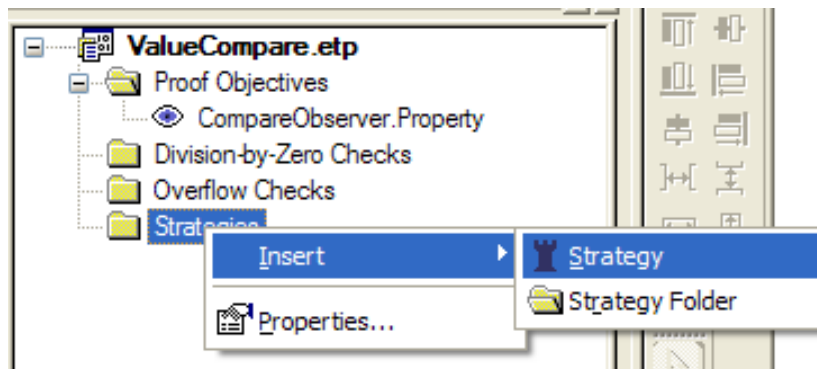 ValueCompare.etp
Proof Objectives
CompareObserver.Property
Division-by-Zero Checks
Overflow Checks
Strategies
Insert
Strategy
Strategy Folder
Properties...